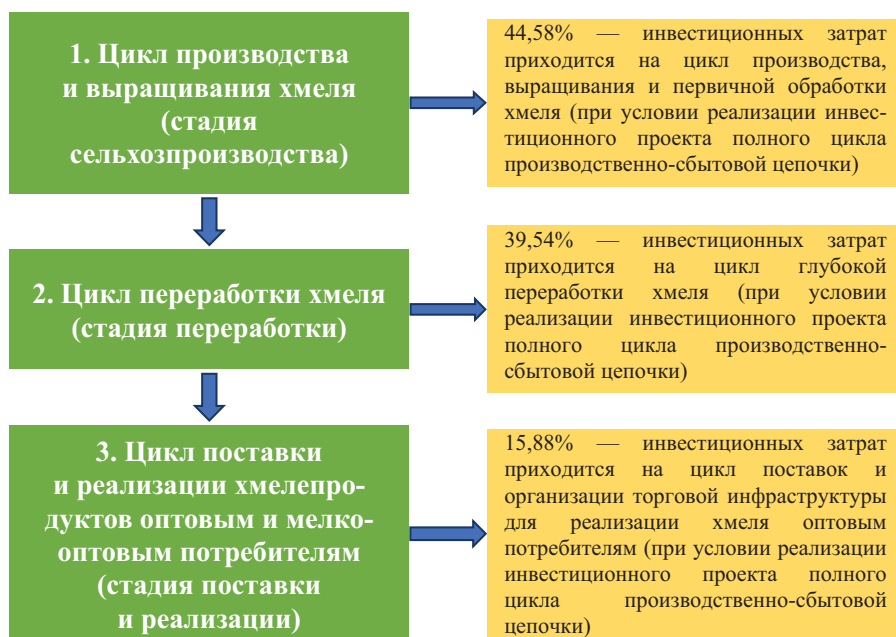 1. Цикл производства
и выращивания хмеля
(стадия
сельхозпроизводства)
44,58% — инвестиционных затрат
приходится на цикл производства,
выращивания и первичной обработки
хмеля (при условии реализации инвес-
тиционного проекта полного цикла
производственно-сбытовой цепочки)
2. Цикл переработки хмеля
(стадия переработки)
39,54% — инвестиционных затрат
приходится на цикл глубокой
переработки хмеля (при условии
реализации инвестиционного проекта
полного цикла производственно-
сбытовой цепочки)
3. Цикл поставки
и реализации хмелепро-
дуктов оптовым и мелко-
оптовым потребителям
(стадия поставки
и реализации)
15,88% — инвестиционных затрат
приходится на цикл поставок и
организации торговой инфраструктуры
для реализации хмеля оптовым
потребителям (при условии реализации
инвестиционного проекта полного
цикла производственно-сбытовой
цепочки)